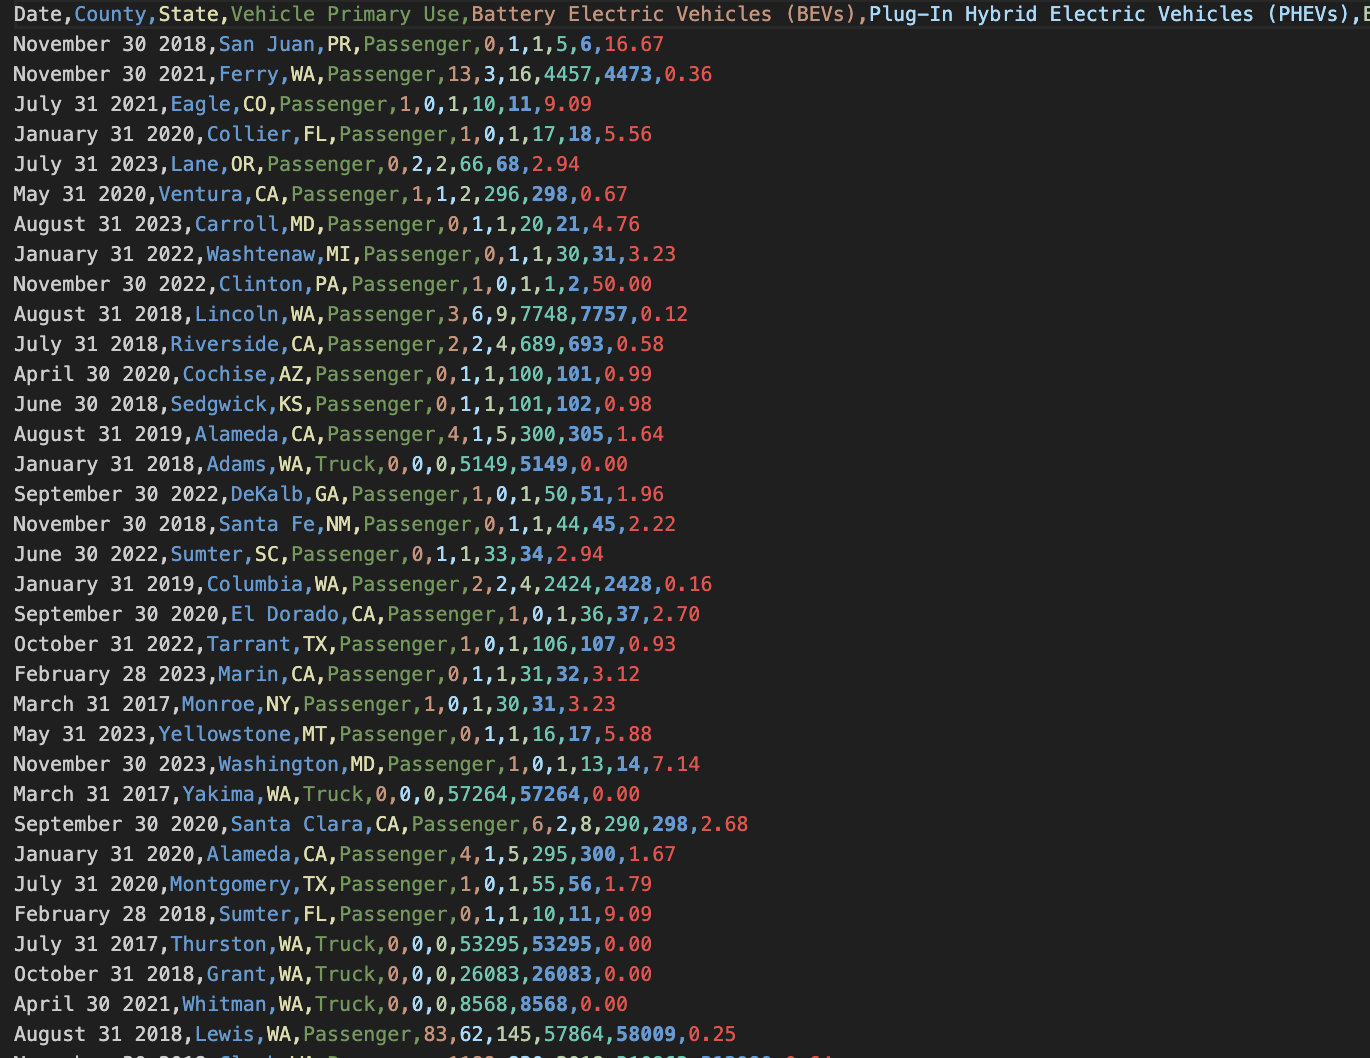 Date,County,State,Vehicle Primary Use,Battery Electric Vehicles (BEVs),Plug-In Hybrid Electric Vehicles (PHEVs),E
November 30 2018,San Juan,PR,Passenger,0,1,1,5,6,16.67
November 30 2021,Ferry,WA,Passenger,13,3,16,4457,4473,0.36
July 31 2021,Eagle,CO,Passenger,1,0,1,10,11,9.09
January 31 2020,Collier,FL,Passenger,1,0,1,17,18,5.56
July 31 2023,Lane,OR,Passenger,0,2,2,66,68,2.94
May 31 2020,Ventura,CA,Passenger,1,1,2,296,298,0.67
August 31 2023,Carroll,MD,Passenger,0,1,1,20,21,4.76
January 31 2022,Washtenaw,MI,Passenger,0,1,1,30,31,3.23
November 30 2022,Clinton,PA,Passenger,1,0,1,1,2,50.00
August 31 2018,Lincoln,WA,Passenger,3,6,9,7748,7757,0.12
July 31 2018,Riverside,CA,Passenger,2,2,4,689,693,0.58
April 30 2020,Cochise,AZ,Passenger,0,1,1,100,101,0.99
June 30 2018,Sedgwick,KS,Passenger,0,1,1,101,102,0.98
August 31 2019,Alameda,CA,Passenger,4,1,5,300,305,1.64
January 31 2018,Adams,WA,Truck,0,0,0,5149,5149,0.00
September 30 2022,DeKalb,GA,Passenger,1,0,1,50,51,1.96
November 30 2018,Santa Fe,NM,Passenger,0,1,1,44,45,2.22
June 30 2022,Sumter,SC,Passenger,0,1,1,33,34,2.94
January 31 2019,Columbia,WA,Passenger,2,2,4,2424,2428,0.16
September 30 2020,El Dorado,CA,Passenger,1,0,1,36,37,2.70
October 31 2022,Tarrant,TX,Passenger,1,0,1,106,107,0.93
February 28 2023,Marin,CA,Passenger,0,1,1,31,32,3.12
March 31 2017,Monroe,NY,Passenger,1,0,1,30,31,3.23
May 31 2023,Yellowstone,MT,Passenger,0,1,1,16,17,5.88
November 30 2023,Washington,MD,Passenger,1,0,1,13,14,7.14
March 31 2017,Yakima,WA,Truck,0,0,0,57264,57264,0.00
September 30 2020,Santa Clara,CA,Passenger,6,2,8,290,298,2.68
January 31 2020,Alameda,CA,Passenger,4,1,5,295,300,1.67
July 31 2020,Montgomery,TX,Passenger,1,0,1,55,56,1.79
February 28 2018,Sumter,FL,Passenger,0,1,1,10,11,9.09
July 31 2017,Thurston,WA,Truck,0,0,0,53295,53295,0.00
October 31 2018,Grant,WA,Truck,0,0,0,26083,26083,0.00
April 30 2021,Whitman,WA,Truck,0,0,0,8568,8568,0.00
August 31 2018,Lewis,WA,Passenger,83,62,145,57864,58009,0.25